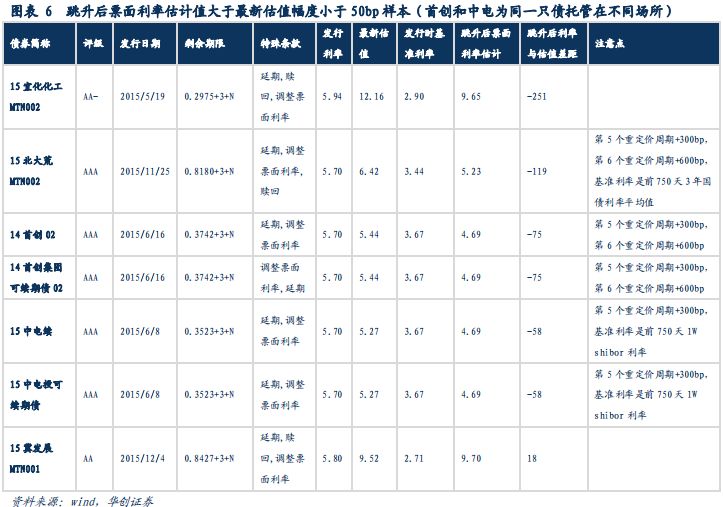 图表 6 跳升后票面利率估计值大于最新估值幅度小于 50bp 样本（首创和中电为同一只债托管在不同场所）
债券简称 评级 发行日期 剩余期限 特殊条款 发行利率 最新估值 发行时基准利率 跳升后票面利率估计 跳升后利率与估值差距 注意点
15 宜化化工 MTN002 AA- 2015/5/19 0.2975+3+N 延期,赎回,调整票面利率 5.94 12.16 2.90 9.65 -251
15 北大荒 MTN002 AAA 2015/11/25 0.8180+3+N 延期,调整票面利率,赎回 5.70 6.42 3.44 5.23 -119 第 5 个重定价周期+300bp,第 6 个重定价周期+600bp,基准利率是前 750 天 3 年国债利率平均值
14 首创 02 AAA 2015/6/16 0.3742+3+N 延期,调整票面利率 5.70 5.44 3.67 4.69 -75 第 5 个重定价周期+300bp,第 6 个重定价周期+600bp
14 首创集团可续期债 02 AAA 2015/6/16 0.3742+3+N 调整票面利率,延期 5.70 5.44 3.67 4.69 -75 第 5 个重定价周期+300bp,第 6 个重定价周期+600bp
15 中电续 AAA 2015/6/8 0.3523+3+N 延期,调整票面利率 5.70 5.27 3.67 4.69 -58 第 5 个重定价周期+300bp,基准利率是前 750 天 1W shibor 利率
15 中电投可续期债 AAA 2015/6/8 0.3523+3+N 延期,调整票面利率 5.70 5.27 3.67 4.69 -58 第 5 个重定价周期+300bp,基准利率是前 750 天 1W shibor 利率
15 冀发展 MTN001 AA 2015/12/4 0.8427+3+N 延期,赎回,调整票面利率 5.80 9.52 2.71 9.70 18
资料来源：wind，华创证券